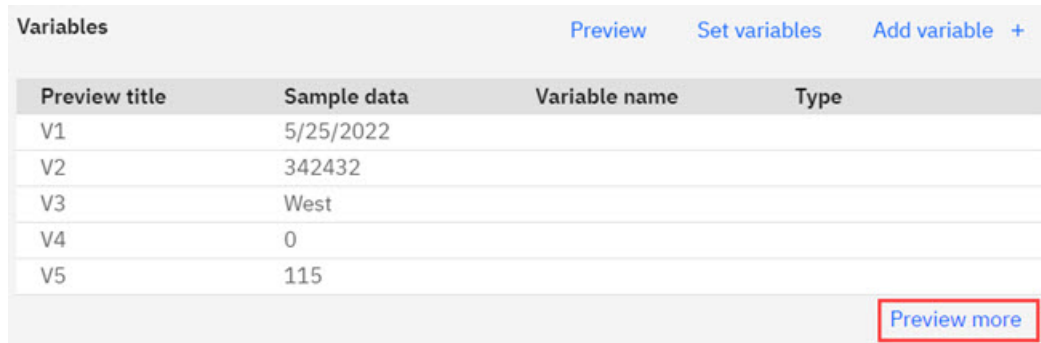 Variables Preview Set variables Add variable +
Preview title Sample data Variable name Type
V1 5/25/2022
V2 342432
V3 West
V4 0
V5 115
Preview more